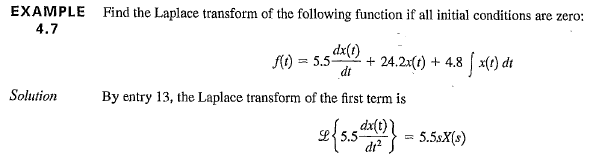 EXAMPLE Find the Laplace transform of the following function if all initial conditions are zero:
4.7
f(t) = 5.5 dx(t)/dt + 24.2x(t) + 4.8 ∫ x(t) dt
Solution By entry 13, the Laplace transform of the first term is
ℒ{5.5 dx(t)/dt²} = 5.5sX(s)